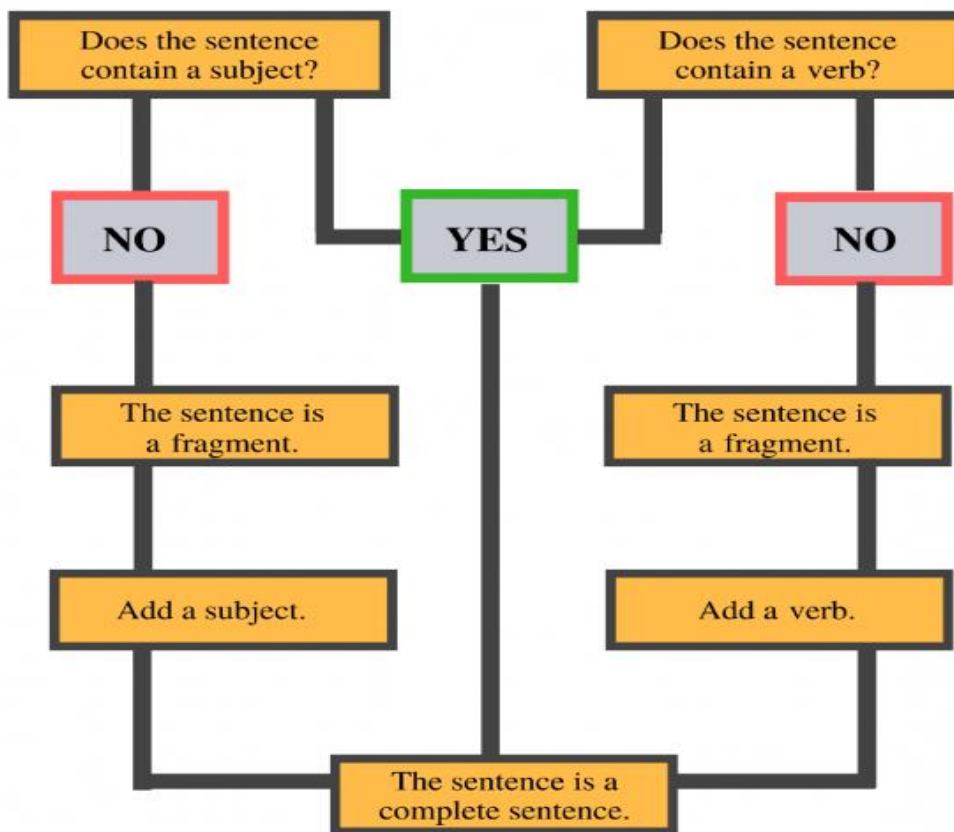 Does the sentence
contain a subject?
Does the sentence
contain a verb?
NO
YES
NO
The sentence is
a fragment.
The sentence is
a fragment.
Add a subject.
Add a verb.
The sentence is a
complete sentence.